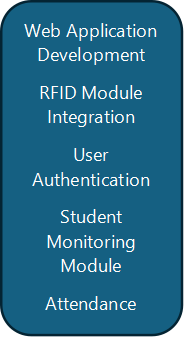 Web Application
Development
RFID Module
Integration
User
Authentication
Student
Monitoring
Module
Attendance